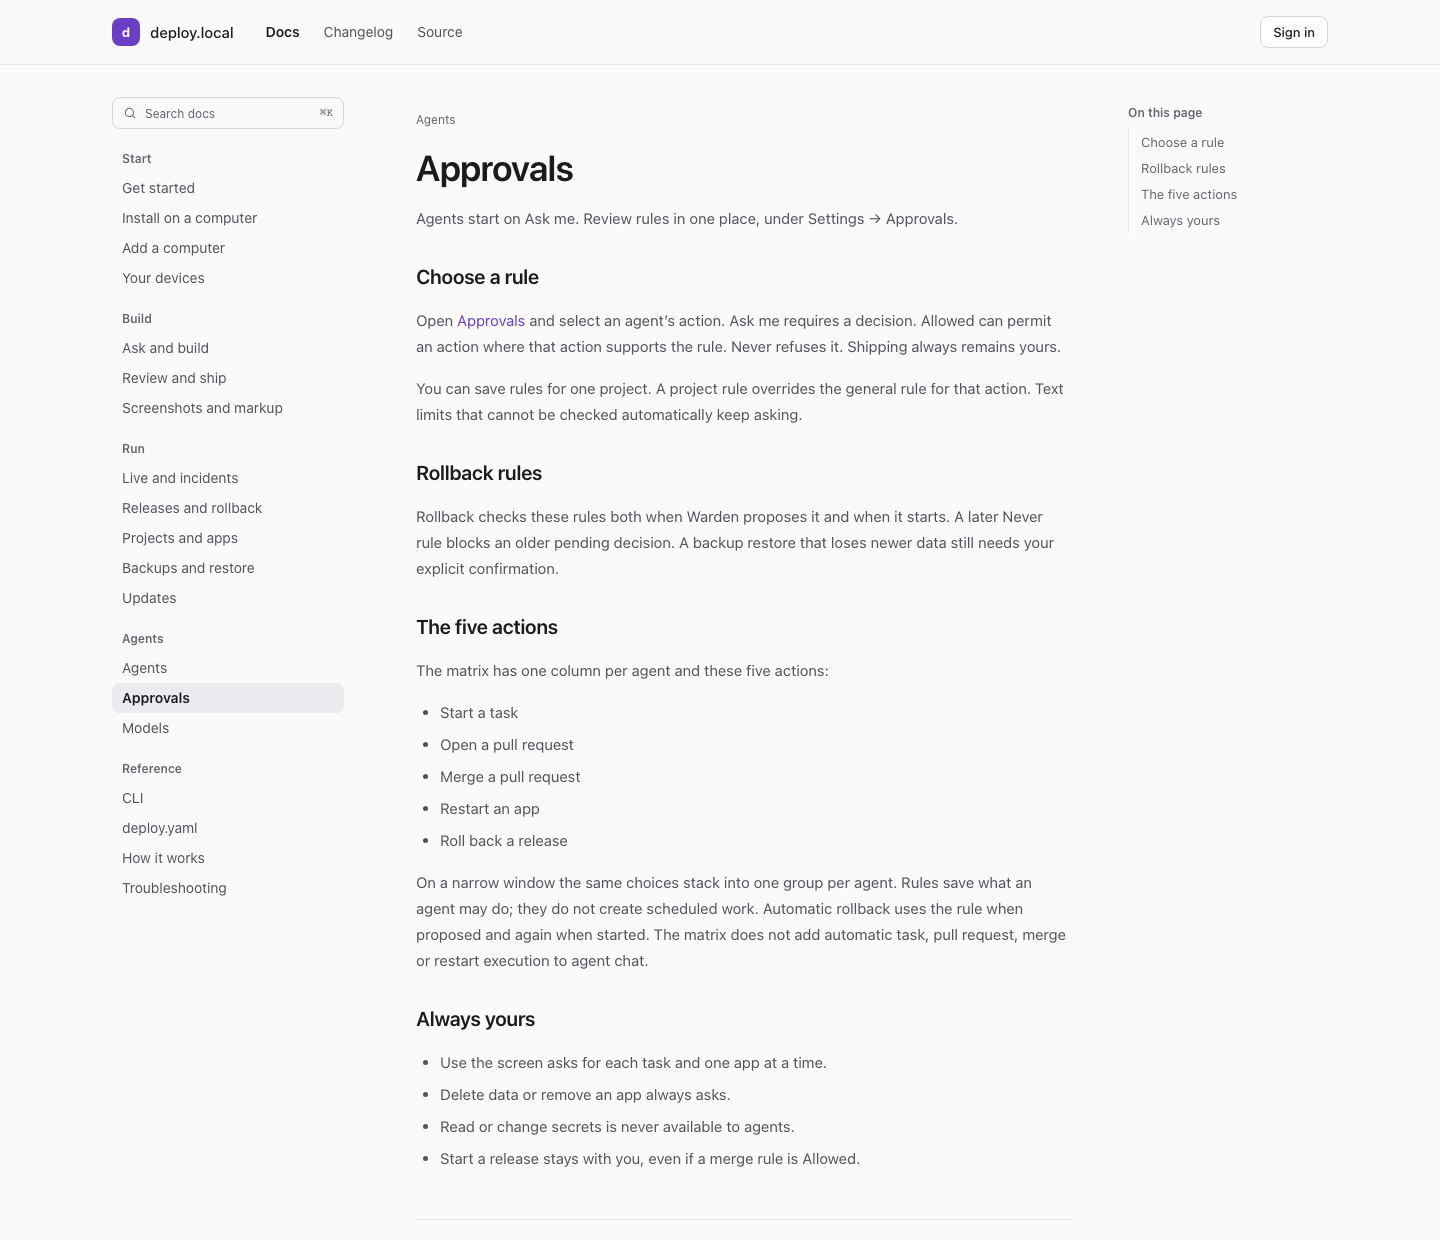 d
deploy.local
Docs
Changelog
Source
Sign in
Search docs
⌘K
Start
Get started
Install on a computer
Add a computer
Your devices
Build
Ask and build
Review and ship
Screenshots and markup
Run
Live and incidents
Releases and rollback
Projects and apps
Backups and restore
Updates
Agents
Agents
Approvals
Models
Reference
CLI
deploy.yaml
How it works
Troubleshooting
Agents
Approvals
Agents start on Ask me. Review rules in one place, under Settings → Approvals.
Choose a rule
Open Approvals and select an agent’s action. Ask me requires a decision. Allowed can permit
an action where that action supports the rule. Never refuses it. Shipping always remains yours.
You can save rules for one project. A project rule overrides the general rule for that action. Text
limits that cannot be checked automatically keep asking.
Rollback rules
Rollback checks these rules both when Warden proposes it and when it starts. A later Never
rule blocks an older pending decision. A backup restore that loses newer data still needs your
explicit confirmation.
The five actions
The matrix has one column per agent and these five actions:
• Start a task
• Open a pull request
• Merge a pull request
• Restart an app
• Roll back a release
On a narrow window the same choices stack into one group per agent. Rules save what an
agent may do; they do not create scheduled work. Automatic rollback uses the rule when
proposed and again when started. The matrix does not add automatic task, pull request, merge
or restart execution to agent chat.
Always yours
• Use the screen asks for each task and one app at a time.
• Delete data or remove an app always asks.
• Read or change secrets is never available to agents.
• Start a release stays with you, even if a merge rule is Allowed.
On this page
Choose a rule
Rollback rules
The five actions
Always yours